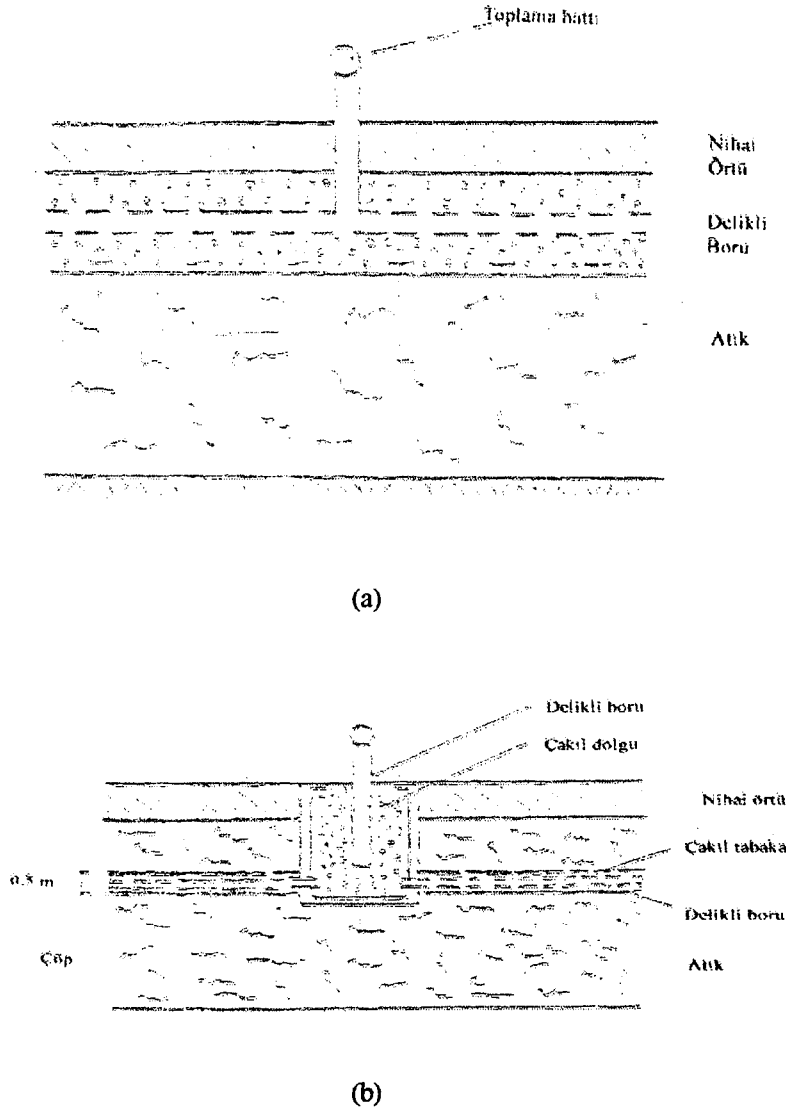 Toplama hattı
Nihai
Örtü
Delikli
Boru
Atık
(a)
Delikli boru
Çakıl dolgu
Nihai örtü
Çakıl tabaka
0.5 m
Delikli boru
Çöp
Atık
(b)